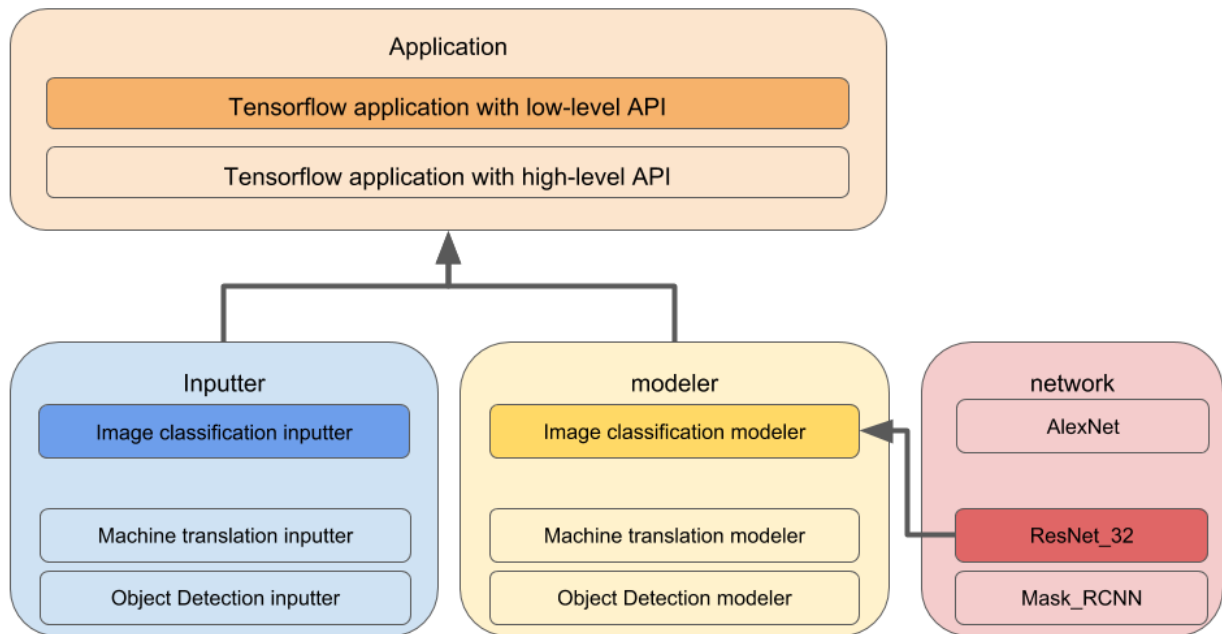 Application
Tensorflow application with low-level API
Tensorflow application with high-level API
Inputter
Image classification inputter
Machine translation inputter
Object Detection inputter
modeler
Image classification modeler
Machine translation modeler
Object Detection modeler
network
AlexNet
ResNet_32
Mask_RCNN